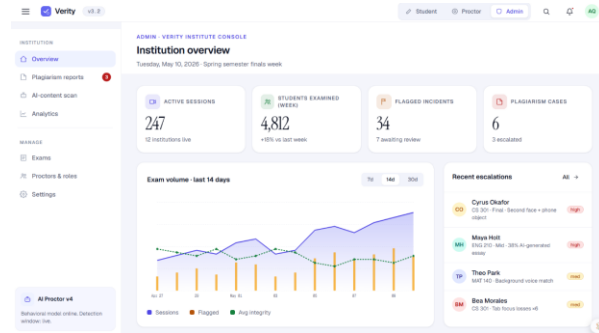 Verity
v3.2
Student
Proctor
Admin
AG
INSTITUTION
Overview
Plagiarism reports
3
AI-content scan
Analytics
MANAGE
Exams
Proctors & roles
Settings
AI Proctor v4
Behavioral model online. Detection
window: live.
ADMIN · VERITY INSTITUTE CONSOLE
Institution overview
Tuesday, May 10, 2026 · Spring semester finals week
ACTIVE SESSIONS
247
12 institutions live
STUDENTS EXAMINED
(WEEK)
4,812
+18% vs last week
FLAGGED INCIDENTS
34
7 awaiting review
PLAGIARISM CASES
6
3 escalated
Exam volume · last 14 days
7d
14d
30d
Sessions
Flagged
Avg integrity
Recent escalations
All →
CO
Cyrus Okafor
CS 301 · Final · Second face + phone
object
high
MH
Maya Holt
ENG 210 · Mid · 38% AI-generated
essay
high
TP
Theo Park
MAT 140 · Background voice match
med
BM
Bea Morales
CS 301 · Tab focus losses ×6
med